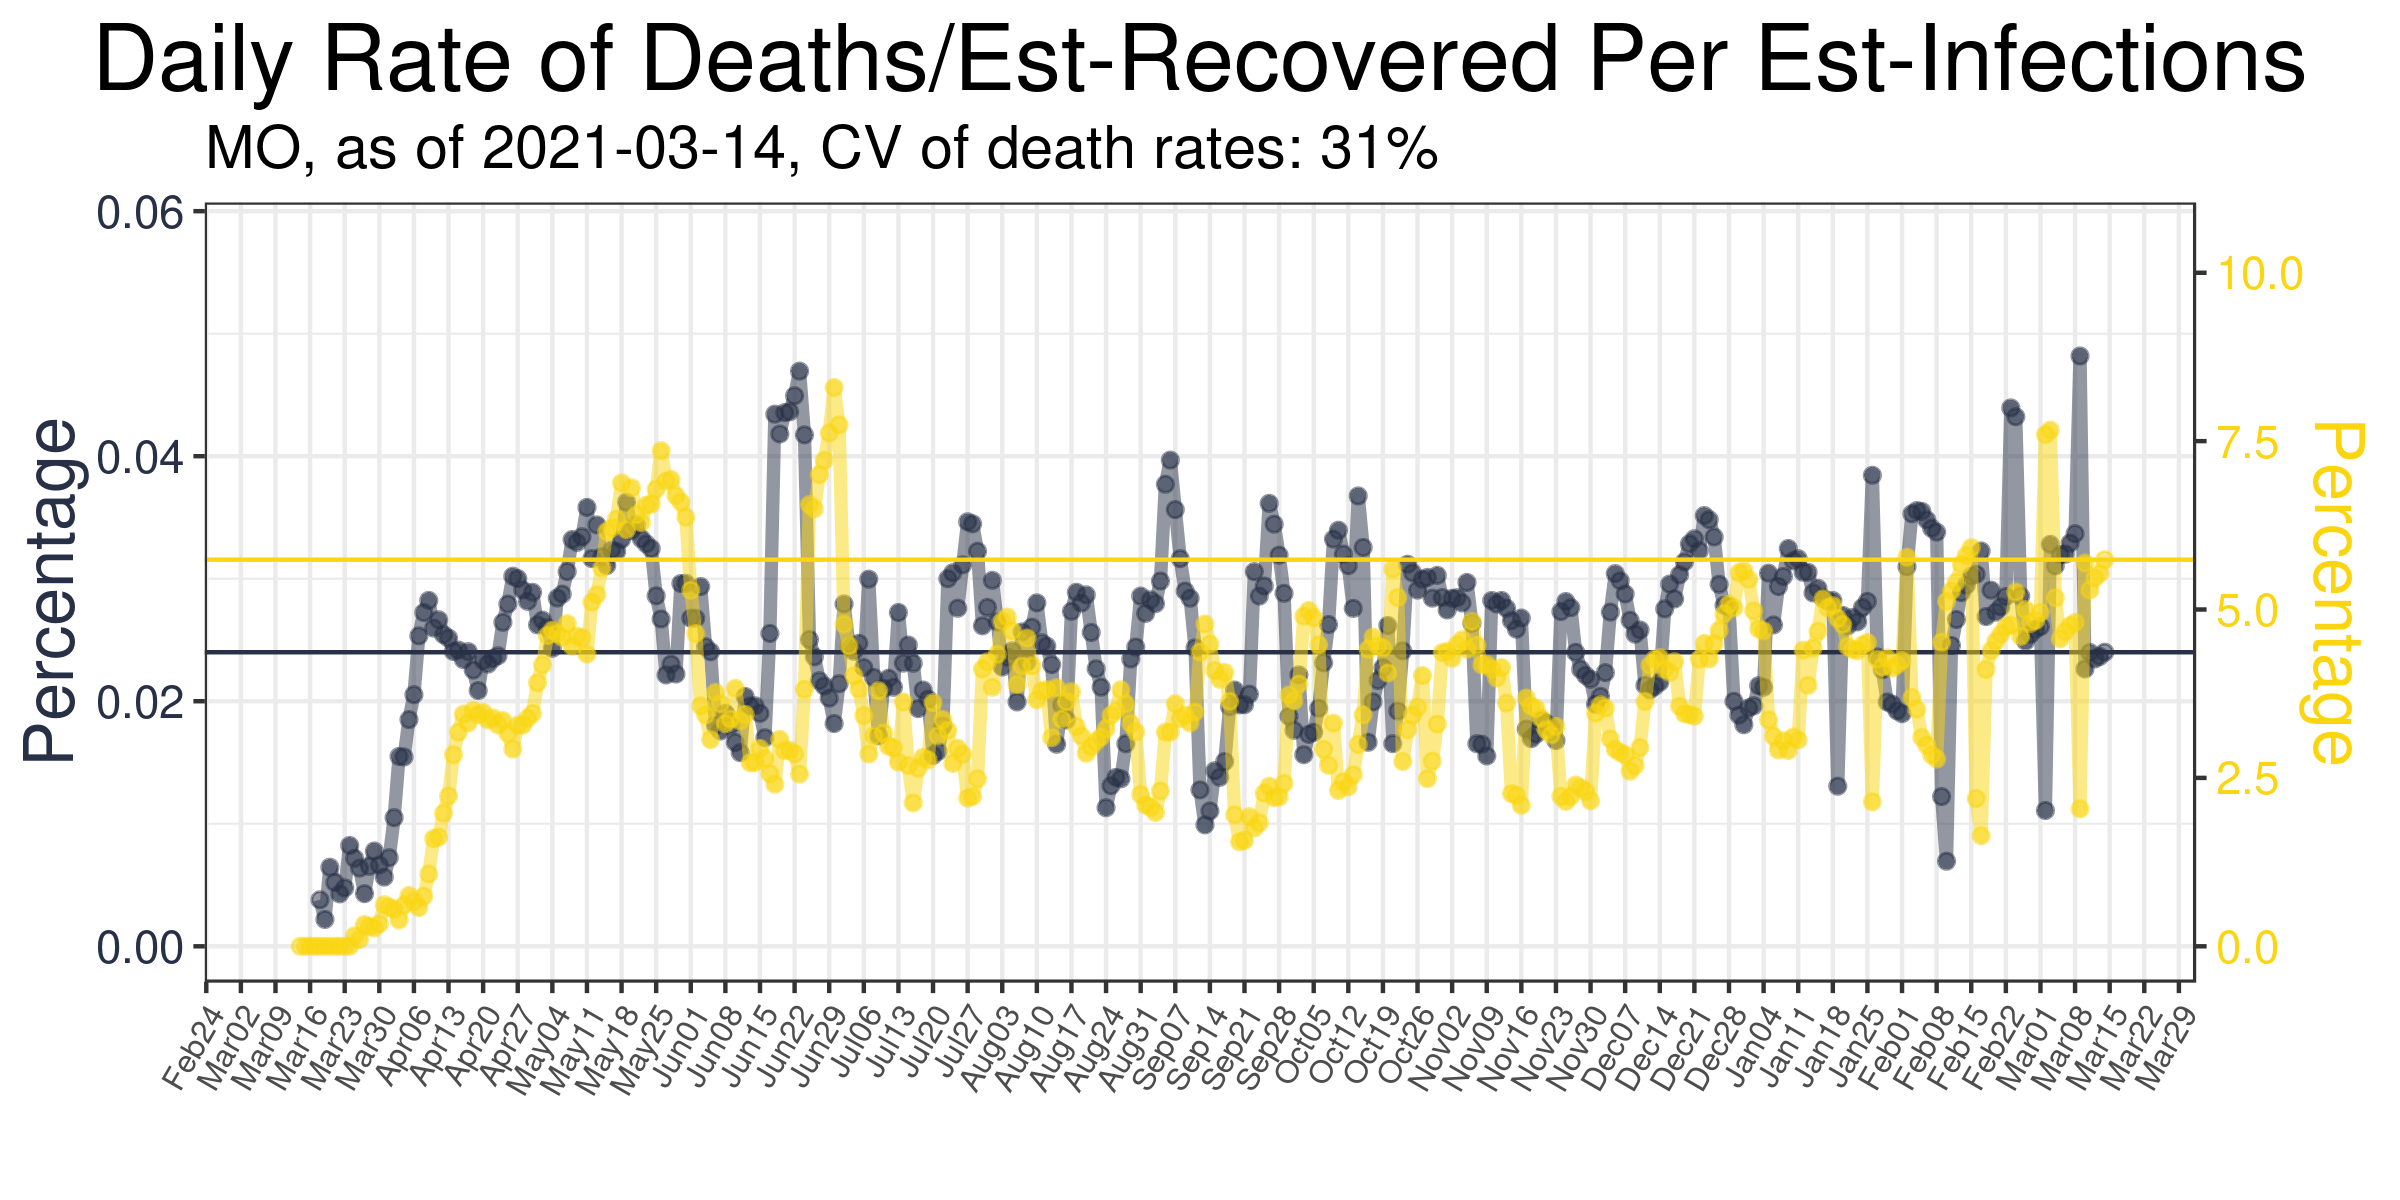 Daily Rate of Deaths/Est-Recovered Per Est-Infections
MO, as of 2021-03-14, CV of death rates: 31%
Percentage
0.06
0.04
0.02
0.00
10.0
7.5
5.0
2.5
0.0
Percentage
Feb24
Mar02
Mar09
Mar16
Mar23
Mar30
Apr06
Apr13
Apr20
Apr27
May04
May11
May18
May25
Jun01
Jun08
Jun15
Jun22
Jun29
Jul06
Jul13
Jul20
Jul27
Aug03
Aug10
Aug17
Aug24
Aug31
Sep07
Sep14
Sep21
Sep28
Oct05
Oct12
Oct19
Oct26
Nov02
Nov09
Nov16
Nov23
Nov30
Dec07
Dec14
Dec21
Dec28
Jan04
Jan11
Jan18
Jan25
Feb01
Feb08
Feb15
Feb22
Mar01
Mar08
Mar15
Mar22
Mar29